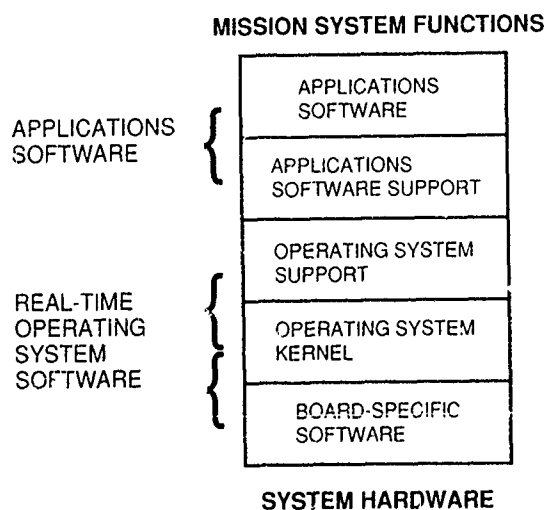 MISSION SYSTEM FUNCTIONS
APPLICATIONS
SOFTWARE
APPLICATIONS
SOFTWARE
APPLICATIONS
SOFTWARE SUPPORT
OPERATING SYSTEM
SUPPORT
REAL-TIME
OPERATING
SYSTEM
SOFTWARE
OPERATING SYSTEM
KERNEL
BOARD-SPECIFIC
SOFTWARE
SYSTEM HARDWARE